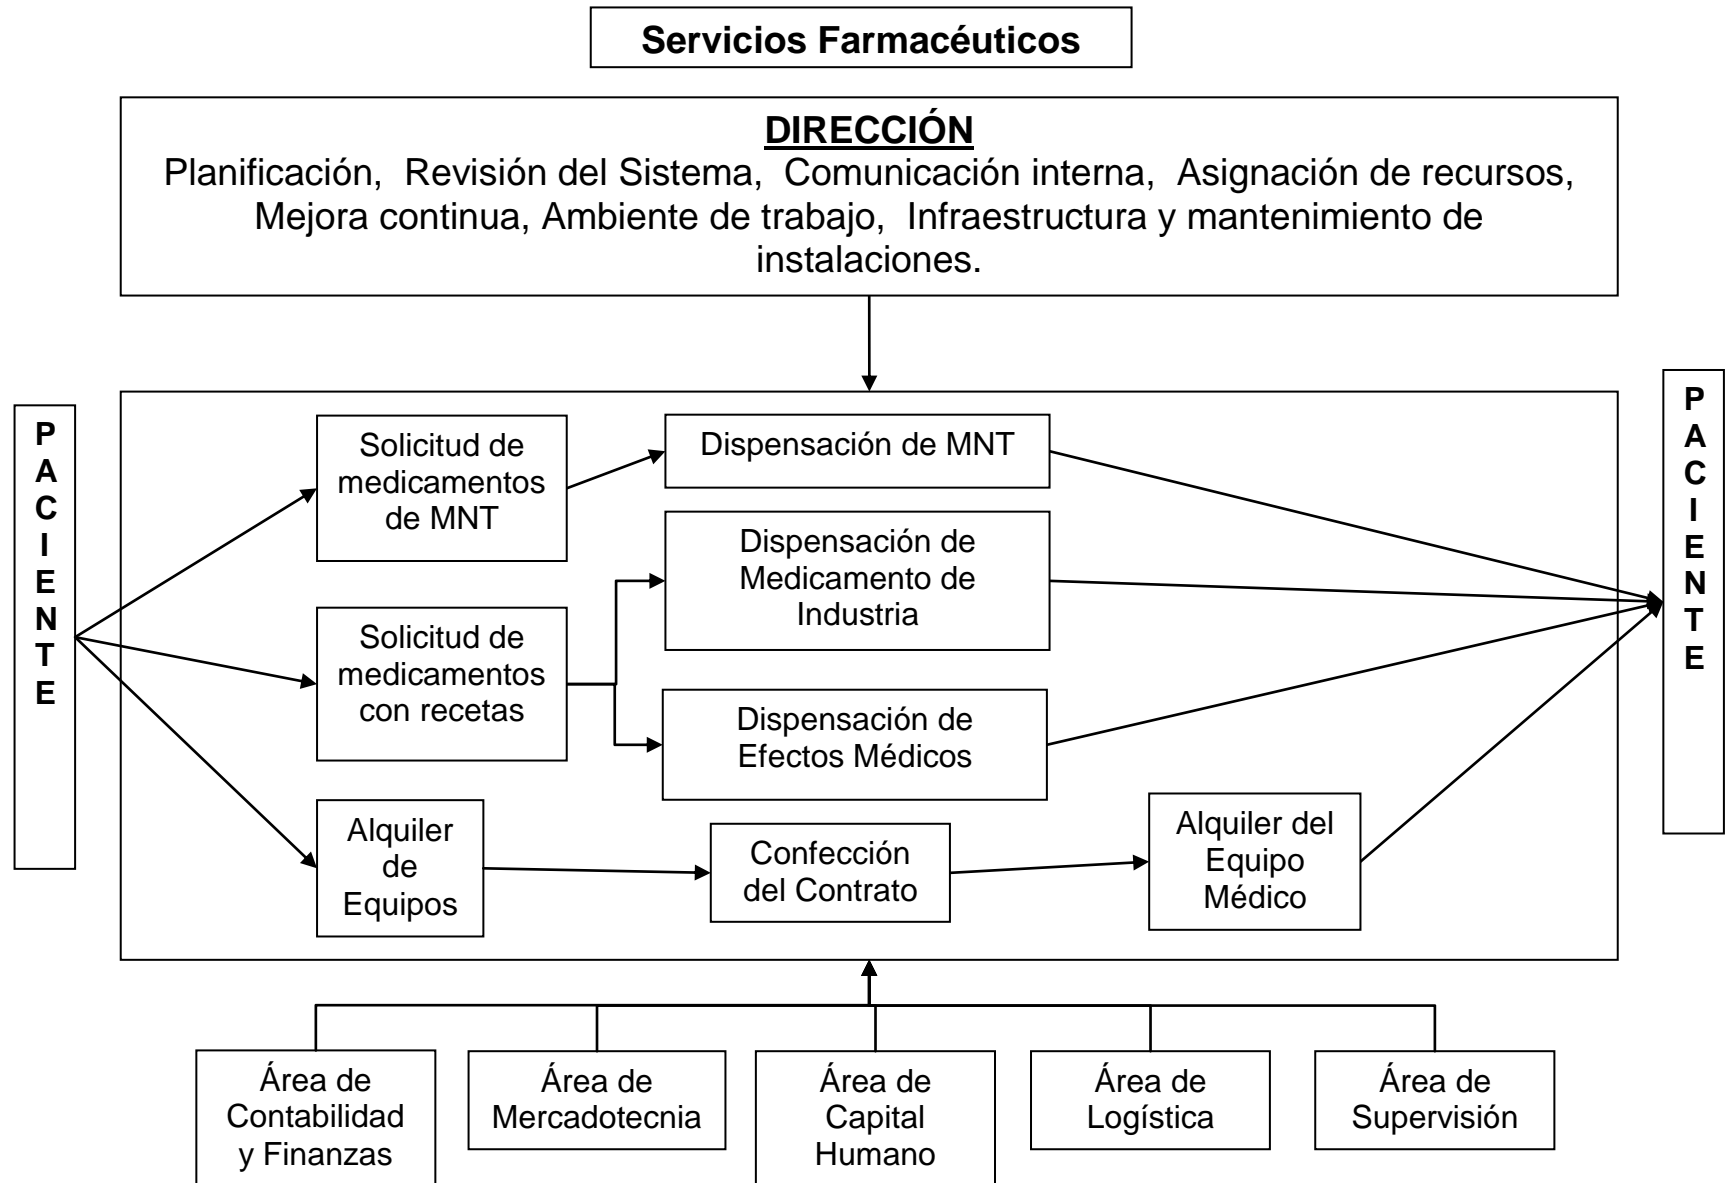 Servicios Farmacéuticos
DIRECCIÓN
Planificación, Revisión del Sistema, Comunicación interna, Asignación de recursos,
Mejora continua, Ambiente de trabajo, Infraestructura y mantenimiento de
instalaciones.
PACIENTE
Solicitud de
medicamentos
de MNT
Dispensación de MNT
Dispensación de
Medicamento de
Industria
Solicitud de
medicamentos
con recetas
Dispensación de
Efectos Médicos
Alquiler
de
Equipos
Confección
del Contrato
Alquiler del
Equipo
Médico
PACIENTE
Área de
Contabilidad
y Finanzas
Área de
Mercadotecnia
Área de
Capital
Humano
Área de
Logística
Área de
Supervisión